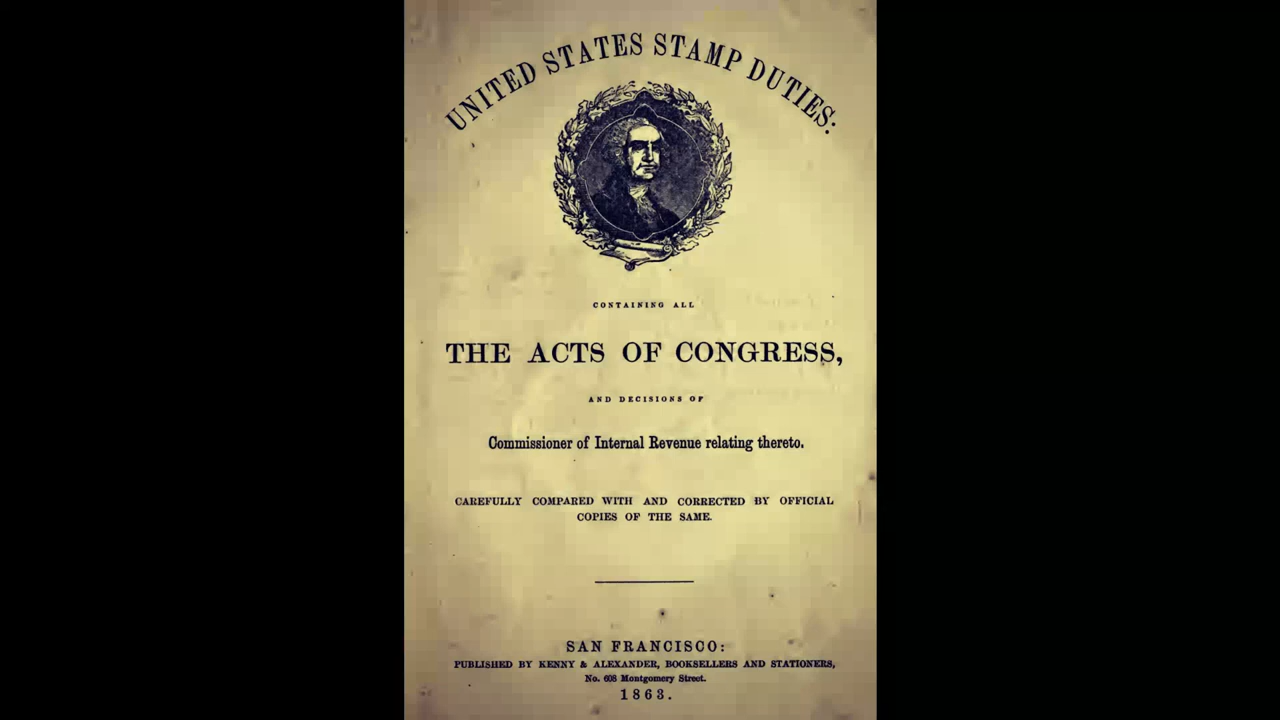 UNITED STATES STAMP DUTIES:
CONTAINING ALL
THE ACTS OF CONGRESS,
AND DECISIONS OF
Commissioner of Internal Revenue relating thereto.
CAREFULLY COMPARED WITH AND CORRECTED BY OFFICIAL
COPIES OF THE SAME.
SAN FRANCISCO:
PUBLISHED BY KENNY & ALEXANDER, BOOKSELLERS AND STATIONERS,
No. 608 Montgomery Street.
1863.